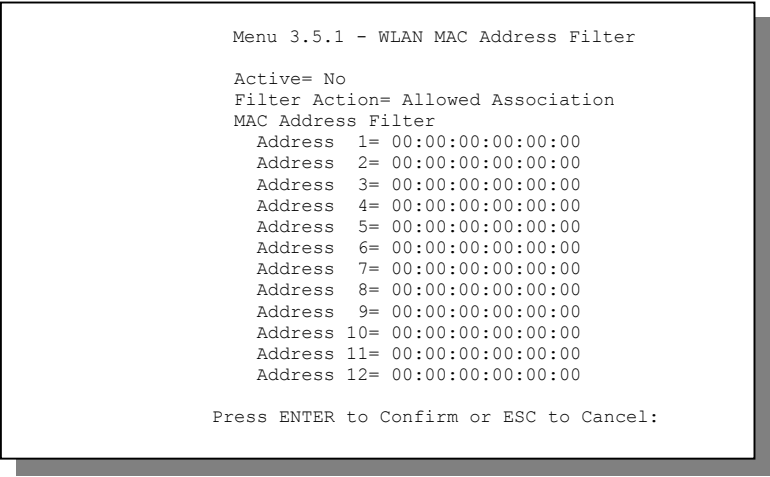 Menu 3.5.1 - WLAN MAC Address Filter
Active= No
Filter Action= Allowed Association
MAC Address Filter
Address 1= 00:00:00:00:00:00
Address 2= 00:00:00:00:00:00
Address 3= 00:00:00:00:00:00
Address 4= 00:00:00:00:00:00
Address 5= 00:00:00:00:00:00
Address 6= 00:00:00:00:00:00
Address 7= 00:00:00:00:00:00
Address 8= 00:00:00:00:00:00
Address 9= 00:00:00:00:00:00
Address 10= 00:00:00:00:00:00
Address 11= 00:00:00:00:00:00
Address 12= 00:00:00:00:00:00
Press ENTER to Confirm or ESC to Cancel: